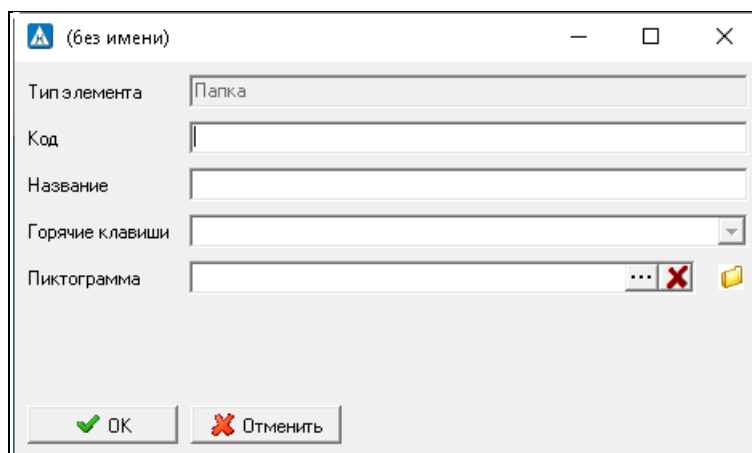 (без имени)
Тип элемента Папка
Код
Название
Горячие клавиши
Пиктограмма ...
OK Отменить